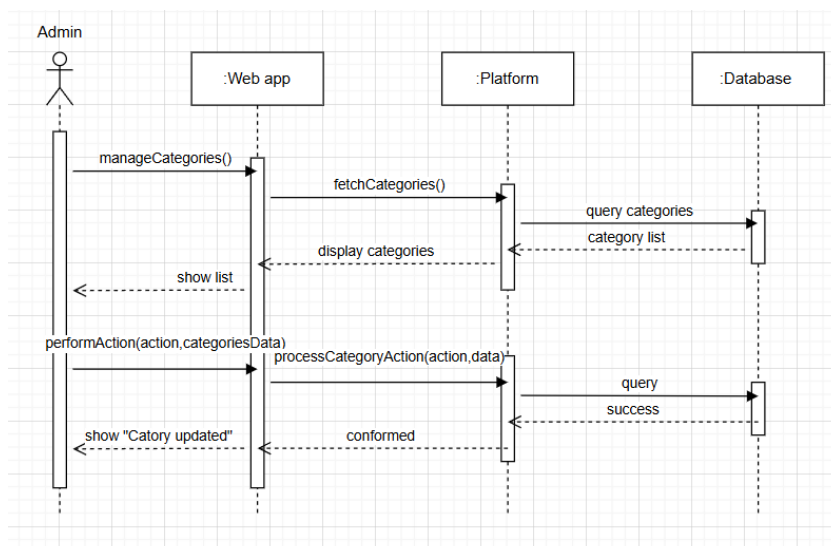 Admin
:Web app
:Platform
:Database
manageCategories()
fetchCategories()
query categories
category list
display categories
show list
performAction(action,categoriesData)
processCategoryAction(action,data)
query
success
conformed
show "Catory updated"